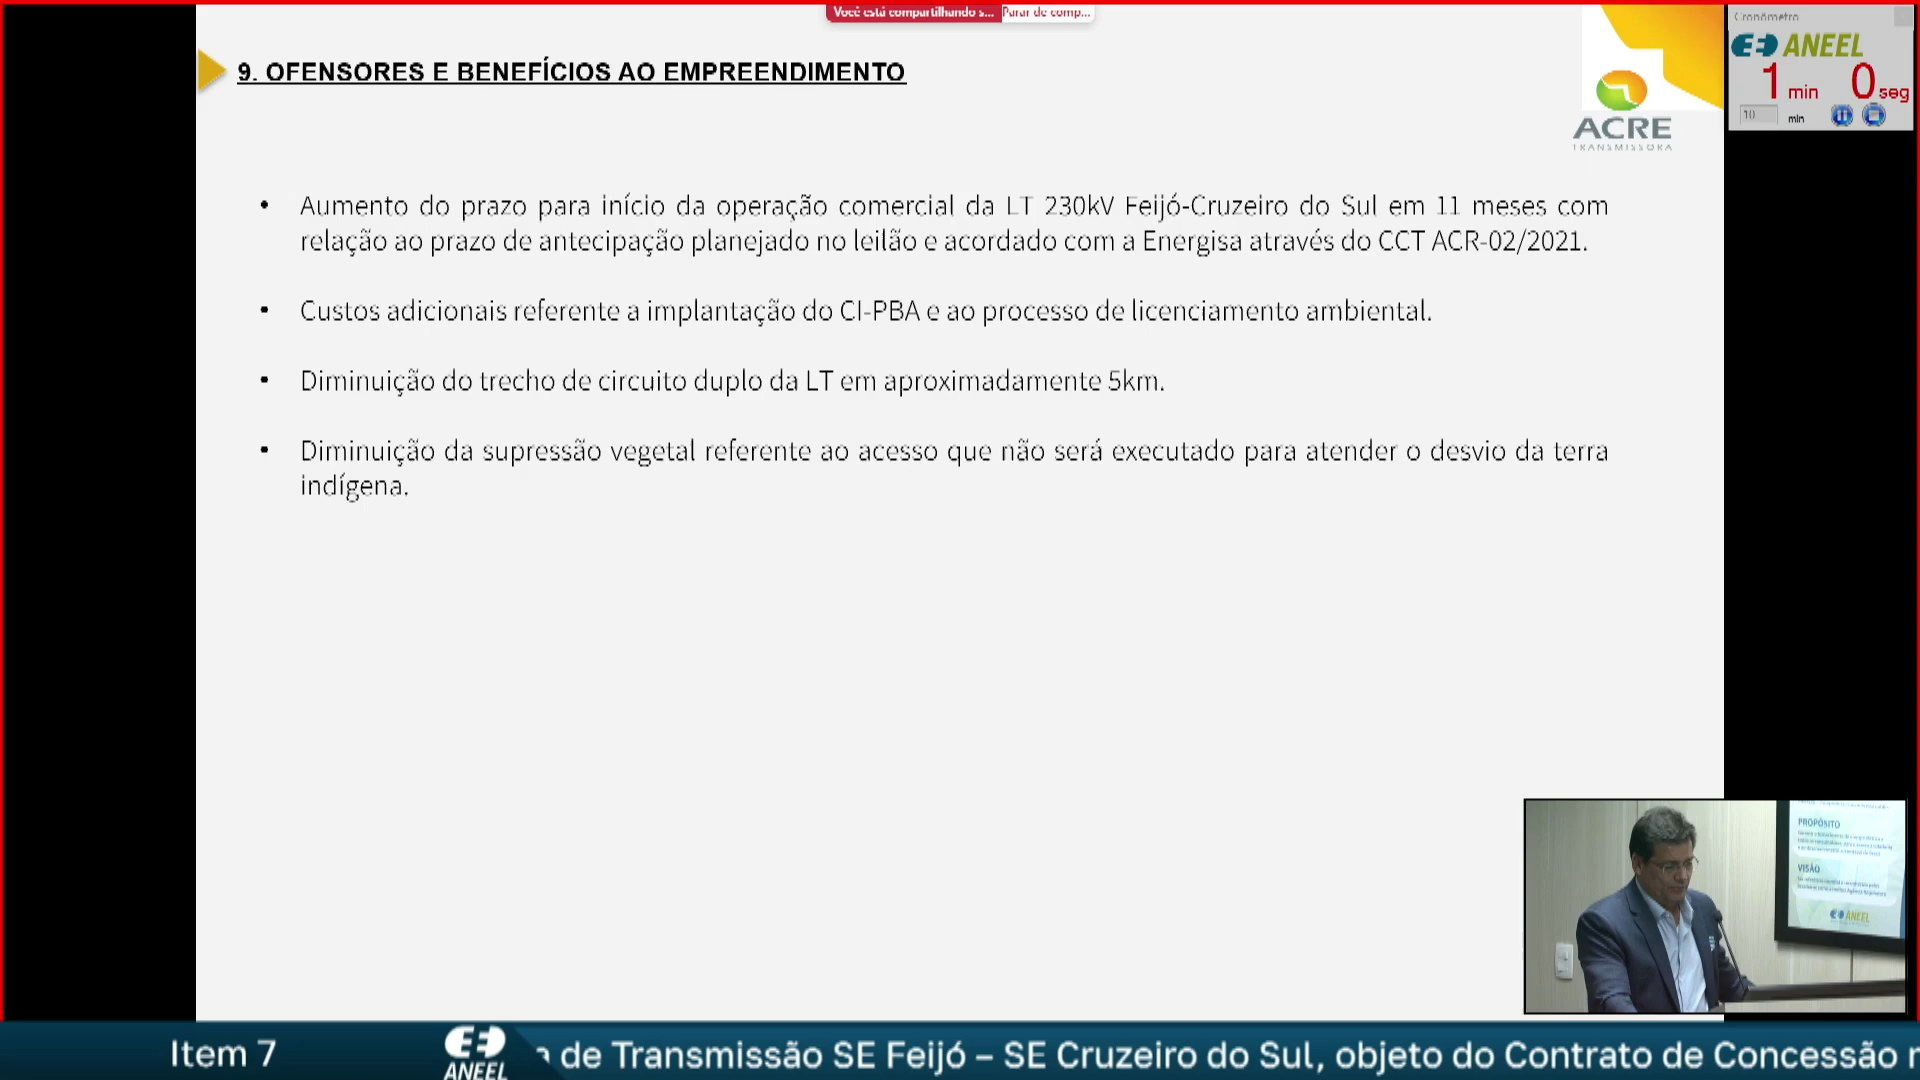 Você está compartilhando s... Parar de comp...
Cronômetro
ANEEL
1 min 0 seg
10 min
9. OFENSORES E BENEFÍCIOS AO EMPREENDIMENTO
ACRE
TRANSMISSORA
• Aumento do prazo para início da operação comercial da LT 230kV Feijó-Cruzeiro do Sul em 11 meses com
relação ao prazo de antecipação planejado no leilão e acordado com a Energisa através do CCT ACR-02/2021.
• Custos adicionais referente a implantação do CI-PBA e ao processo de licenciamento ambiental.
• Diminuição do trecho de circuito duplo da LT em aproximadamente 5km.
• Diminuição da supressão vegetal referente ao acesso que não será executado para atender o desvio da terra
indígena.
PROPÓSITO
VISÃO
ANEEL
Item 7
ANEEL
a de Transmissão SE Feijó – SE Cruzeiro do Sul, objeto do Contrato de Concessão